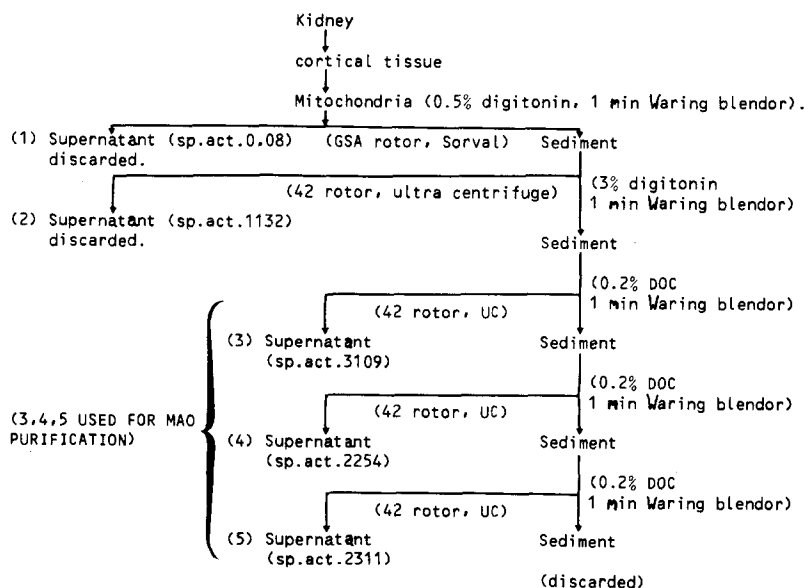 Kidney
cortical tissue
Mitochondria (0.5% digitonin, 1 min Waring blendor).
(1) Supernatant (sp.act.0.08) (GSA rotor, Sorval) Sediment
discarded.
(3% digitonin
(42 rotor, ultra centrifuge) 1 min Waring blendor)
(2) Supernatant (sp.act.1132)
discarded.
Sediment
(0.2% DOC
(42 rotor, UC) 1 min Waring blendor)
(3) Supernatant Sediment
(sp.act.3109)
(0.2% DOC
(42 rotor, UC) 1 min Waring blendor)
(3,4,5 USED FOR MAO
PURIFICATION)
(4) Supernatant Sediment
(sp.act.2254)
(0.2% DOC
(42 rotor, UC) 1 min Waring blendor)
(5) Supernatant Sediment
(sp.act.2311)
(discarded)